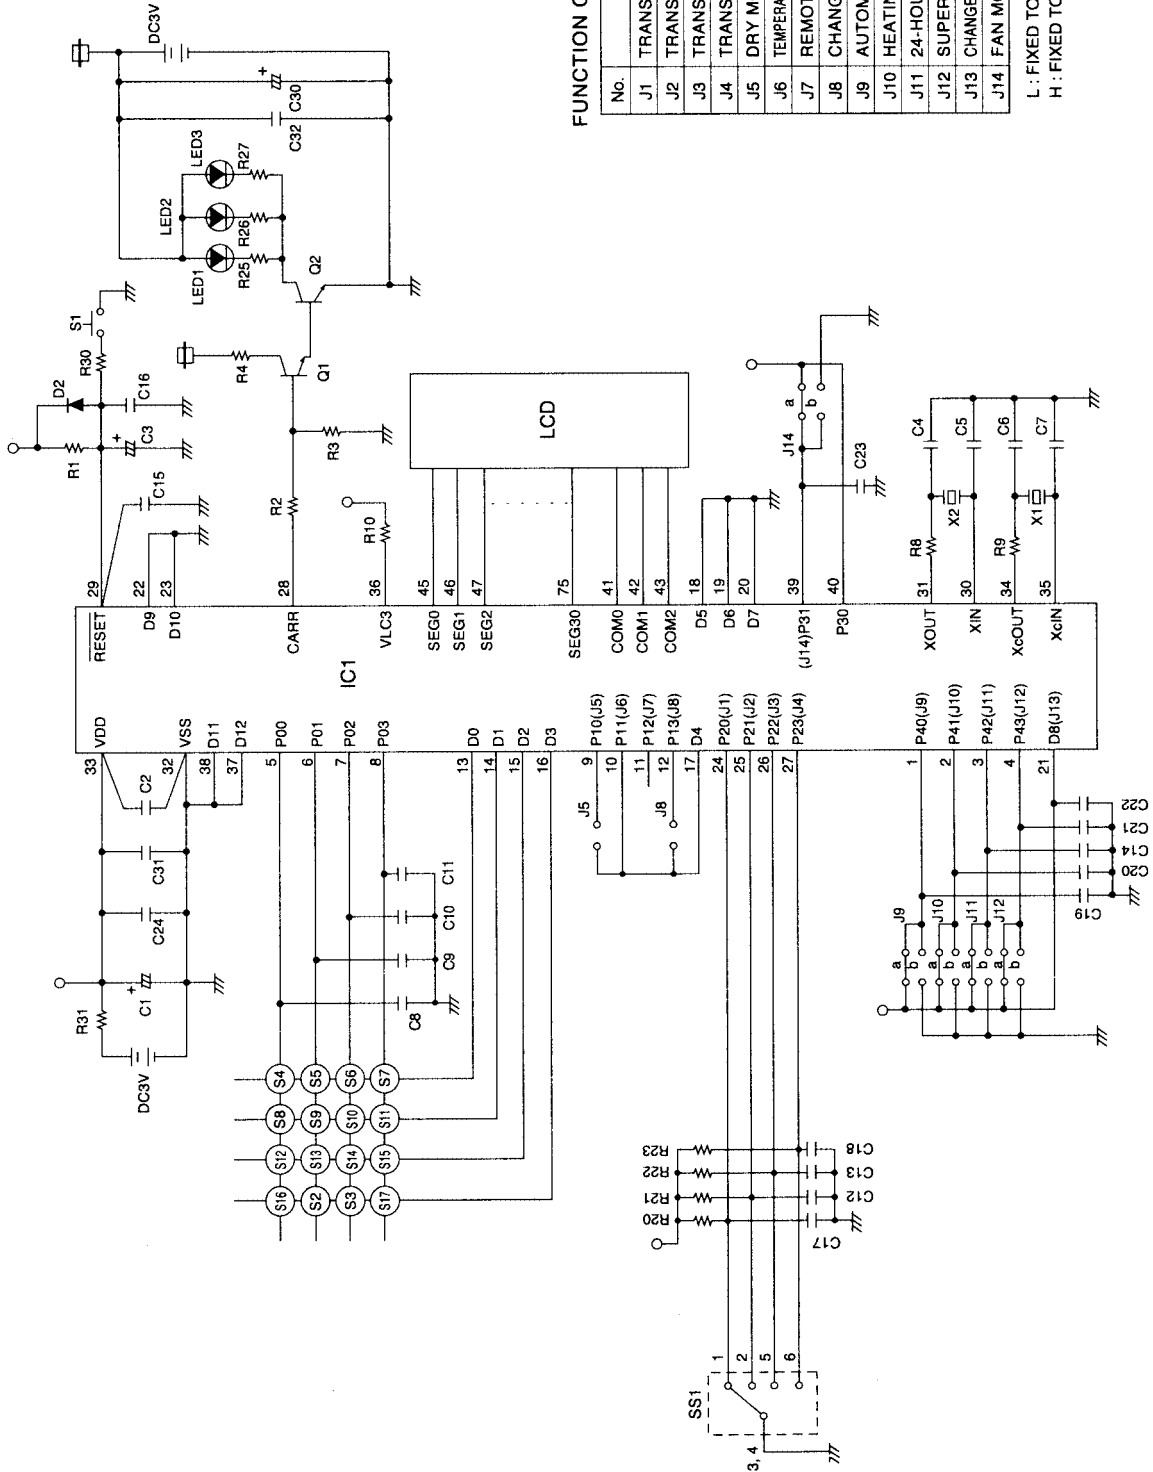 DC3V
C30
C32
LED3
R27
LED2
R26
LED1
R25
Q2
S1
R30
D2
C16
R1
C3
C15
R4
Q1
R3
R2
R10
LCD
J14
a
b
C23
R8
X2
C4
C5
R9
X1
C6
C7
29
22
23
28
36
45
46
47
75
41
42
43
18
19
20
39
40
31
30
34
35
RESET
D9
D10
CARR
VLC3
SEG0
SEG1
SEG2
SEG30
COM0
COM1
COM2
D5
D6
D7
(J14)P31
P30
XOUT
XIN
XcOUT
XcIN
IC1
VDD
VSS
D11
D12
P00
P01
P02
P03
D0
D1
D2
D3
P10(J5)
P11(J6)
P12(J7)
P13(J8)
D4
P20(J1)
P21(J2)
P22(J3)
P23(J4)
P40(J9)
P41(J10)
P42(J11)
P43(J12)
D8(J13)
33
32
38
37
5
6
7
8
13
14
15
16
9
10
11
12
17
24
25
26
27
1
2
3
4
21
C2
C31
C24
C1
R31
DC3V
C11
C10
C9
C8
S4
S5
S6
S7
S8
S9
S10
S11
S12
S13
S14
S15
S16
S2
S3
S17
J5
J8
R23
R22
R21
R20
C18
C13
C12
C17
J9
a
b
J10
a
b
J11
a
b
J12
a
b
C22
C21
C14
C20
C19
SS1
1
2
5
6
3, 4
FUNCTION
No.
J1 TRANS
J2 TRANS
J3 TRANS
J4 TRANS
J5 DRY
J6
J7
J8
J9
J10
J11
J12 SUPER
J13 CHANGE
J14 FAN
L : FIXED TO
H : FIXED TO